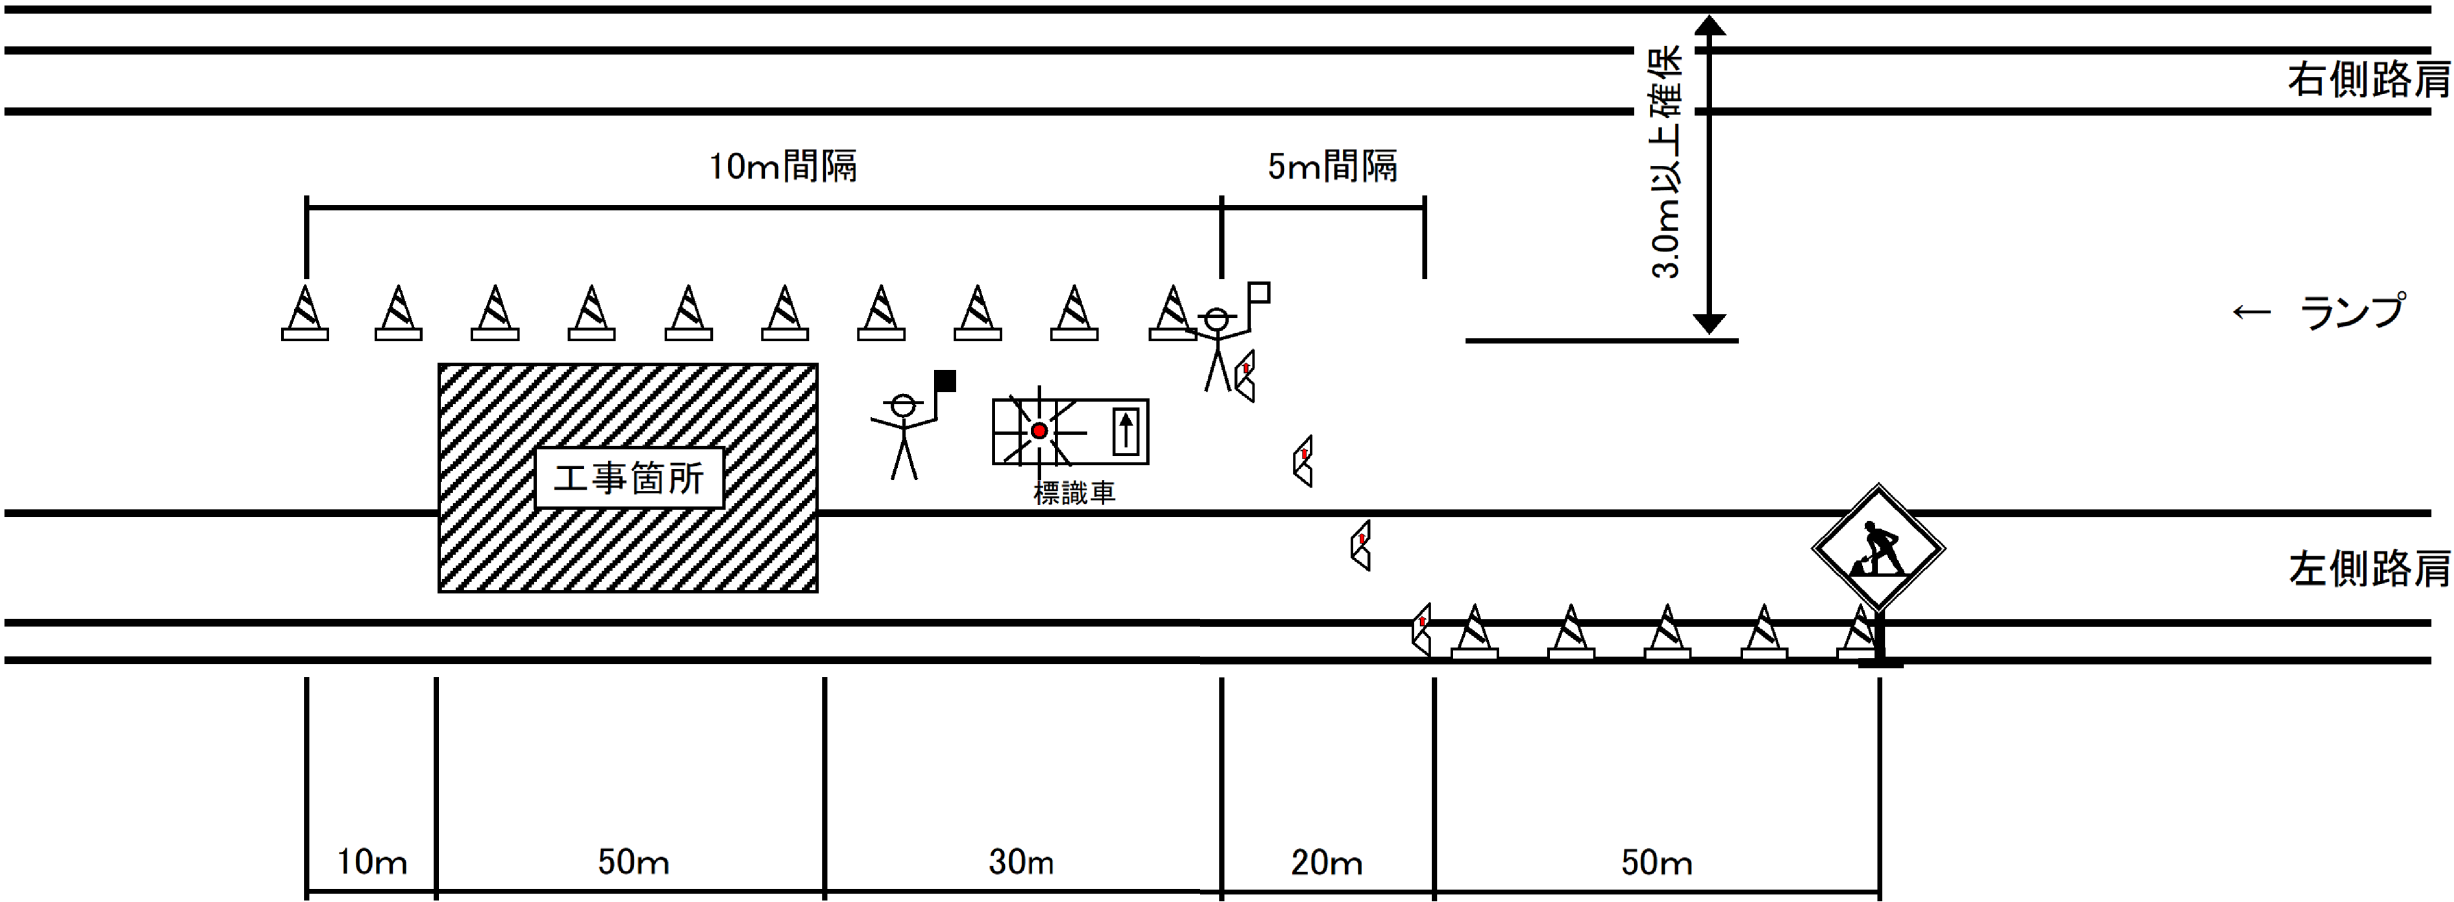 右側路肩
3.0m以上確保
10m間隔
5m間隔
← ランプ
工事箇所
標識車
左側路肩
10m
50m
30m
20m
50m